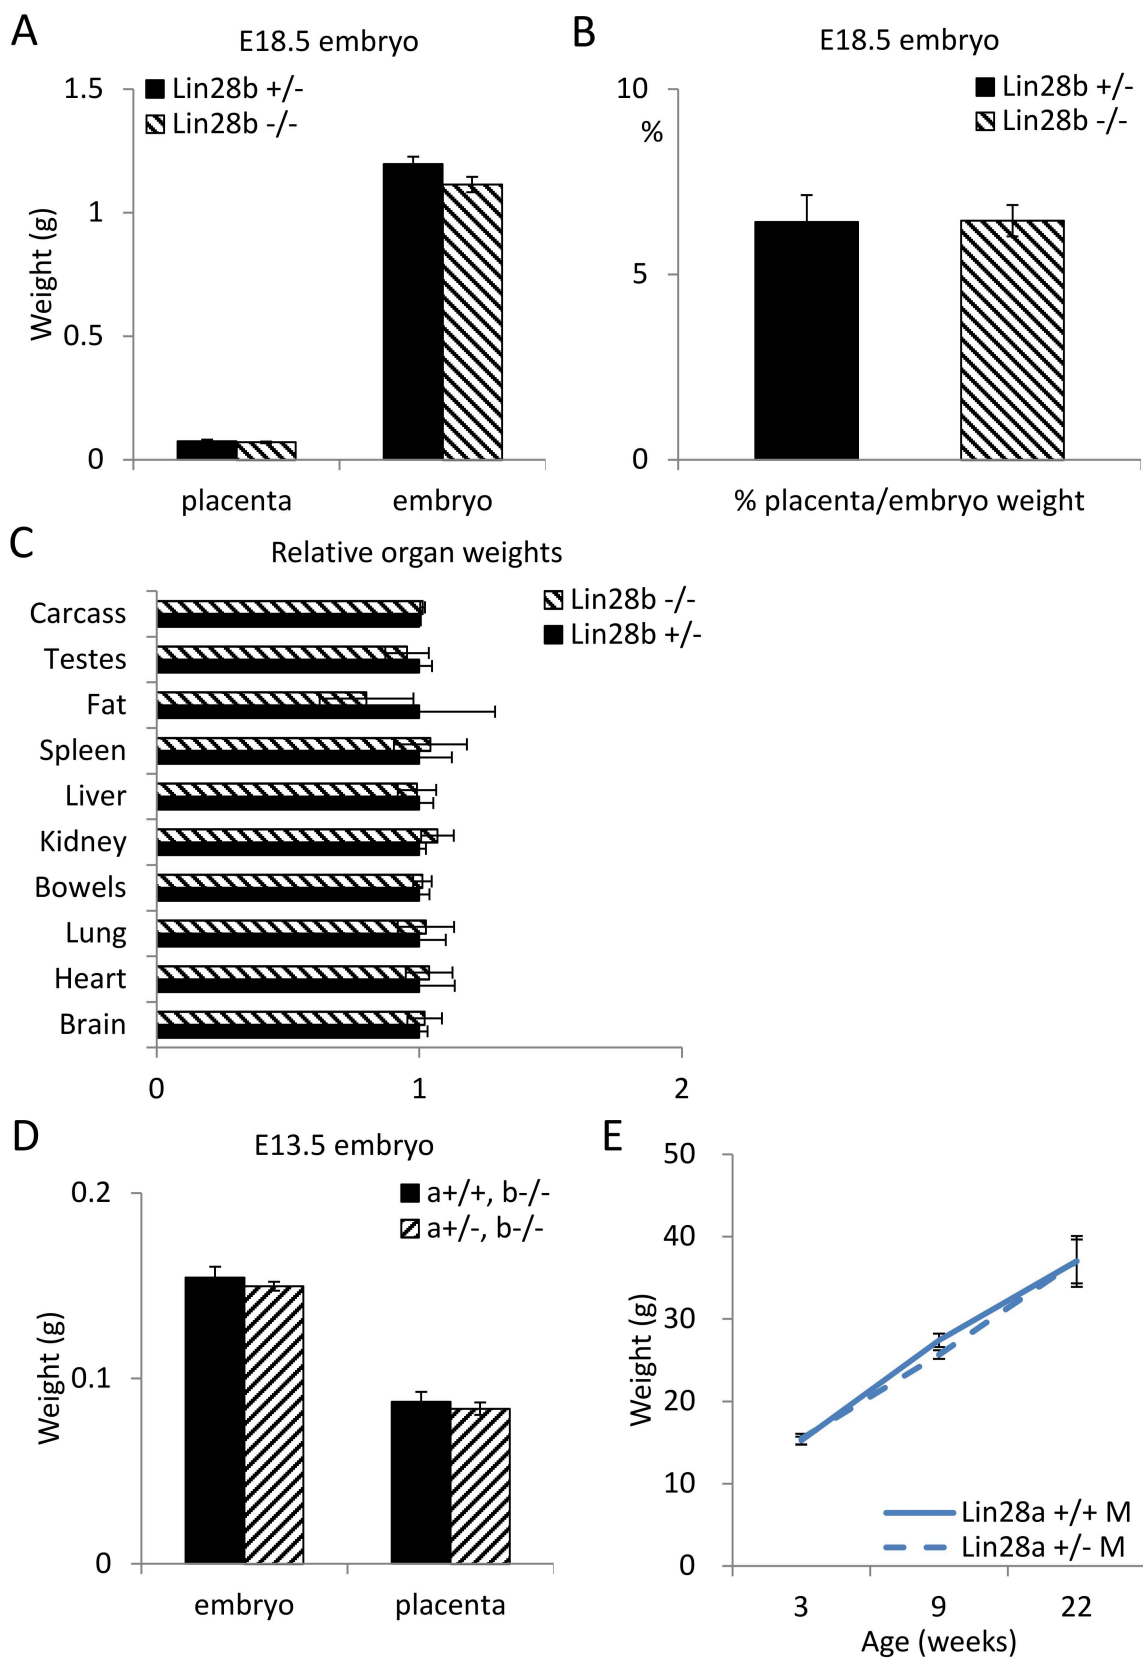 A
E18.5 embryo
Lin28b +/-
Lin28b -/-
1.5
1
0.5
0
Weight (g)
placenta embryo
B
E18.5 embryo
Lin28b +/-
Lin28b -/-
10
%
5
0
% placenta/embryo weight
C
Relative organ weights
Lin28b -/-
Lin28b +/-
Carcass
Testes
Fat
Spleen
Liver
Kidney
Bowels
Lung
Heart
Brain
0 1 2
D
E13.5 embryo
a+/+, b-/-
a+/-, b-/-
0.2
0.1
0
Weight (g)
embryo placenta
E
50
40
30
20
10
0
Weight (g)
Lin28a +/+ M
Lin28a +/- M
3 9 22
Age (weeks)